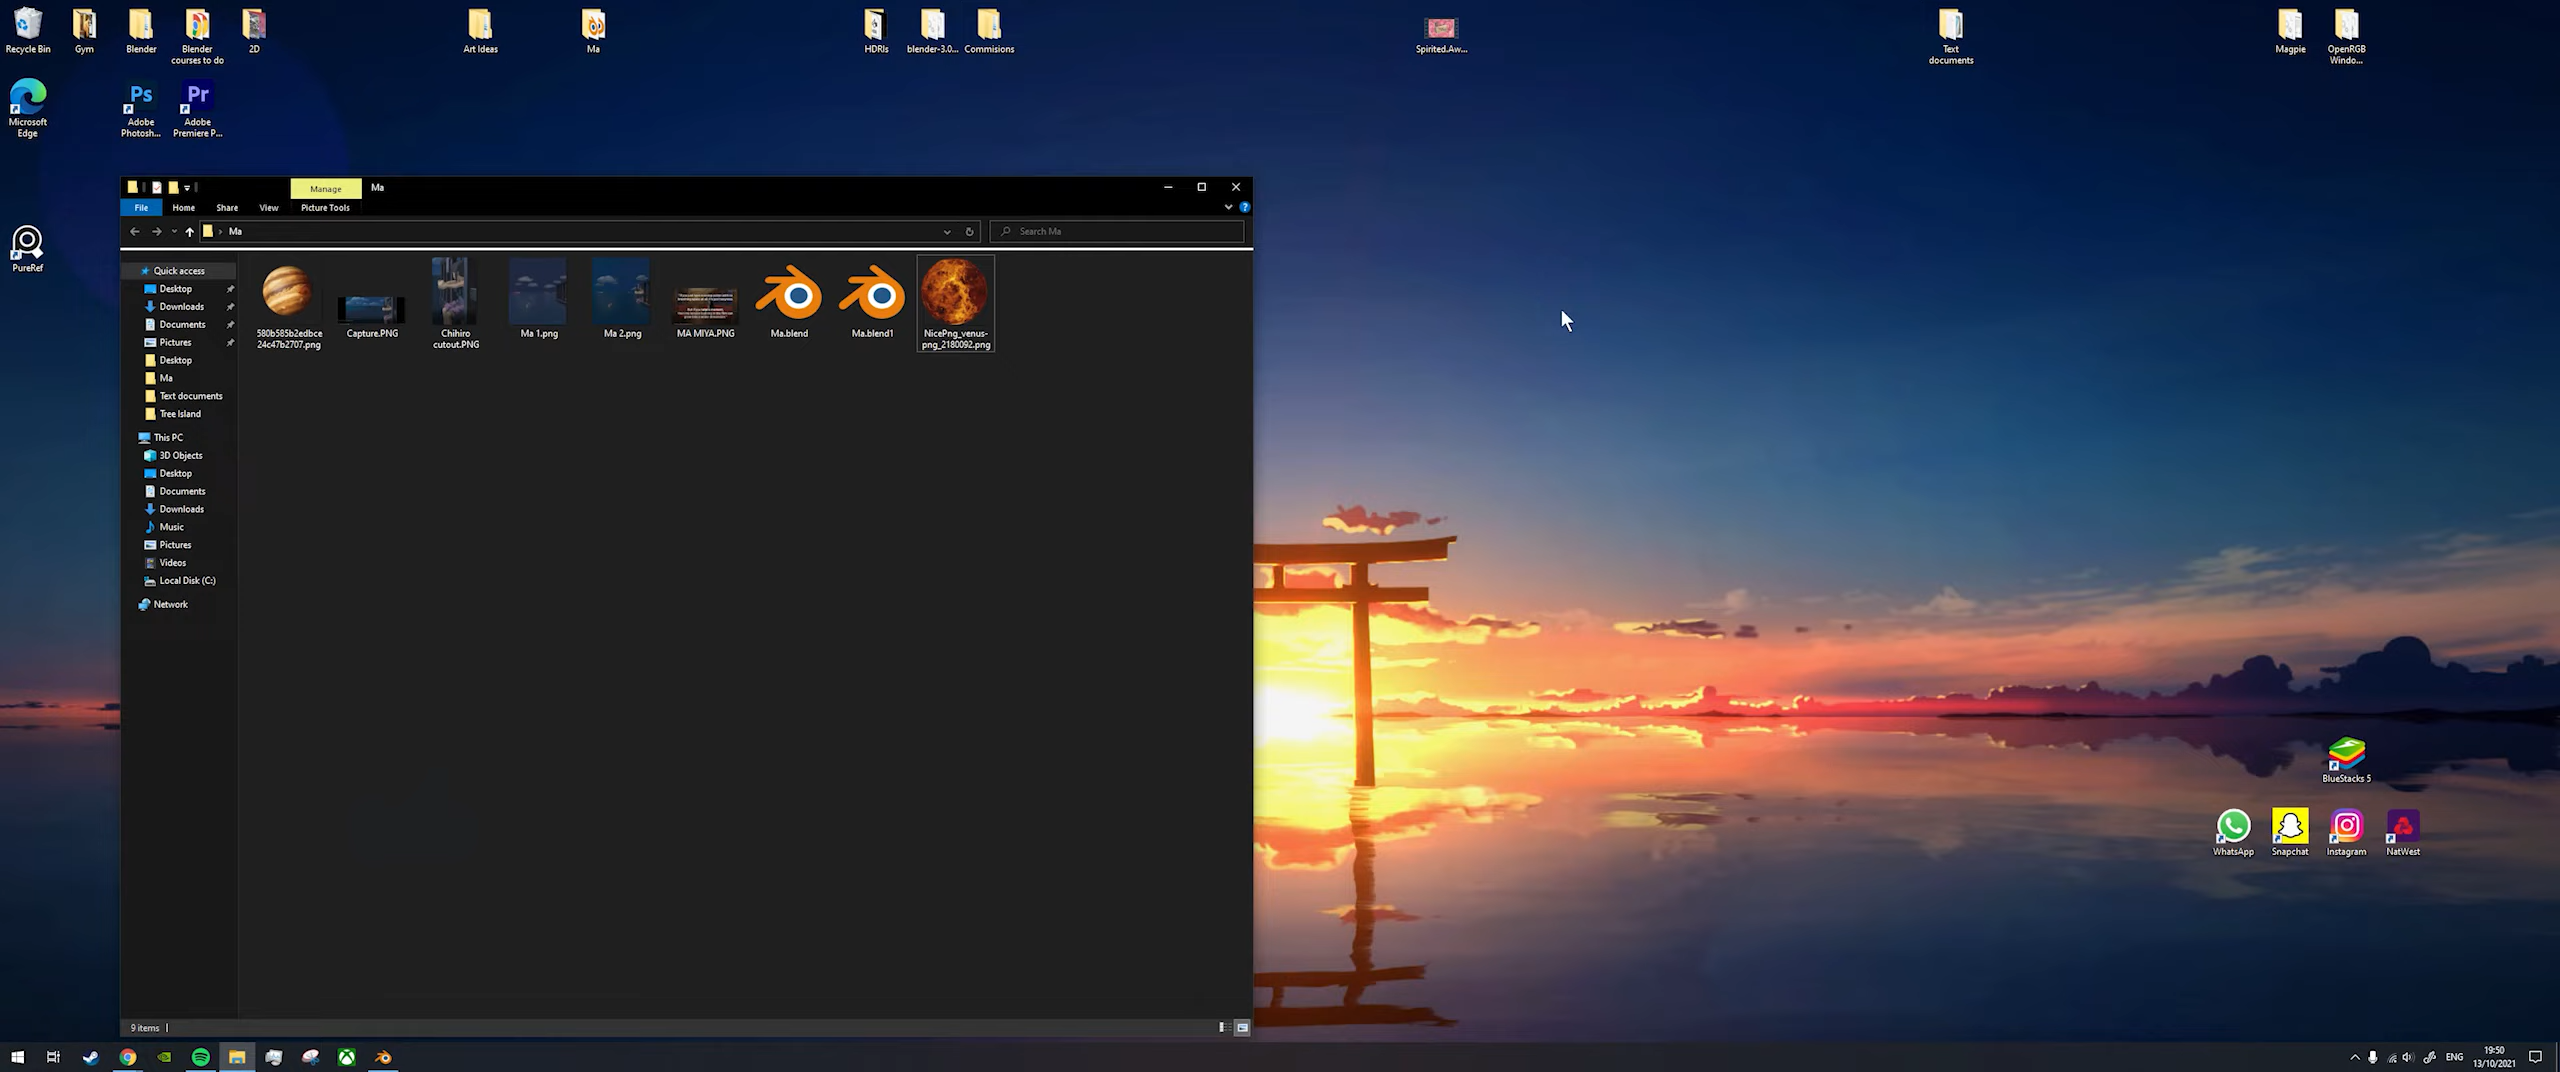 Recycle Bin
Gym
Blender
Blender
courses to do
2D
Art Ideas
Ma
HDRIs
blender-3.0...
Commisions
Spirited.Aw...
Text
documents
Magpie
OpenRGB
Windo...
Microsoft
Edge
Ps
Adobe
Photosh...
Pr
Adobe
Premiere P...
PureRef
Manage
Ma
File
Home
Share
View
Picture Tools
Ma
Search Ma
Quick access
Desktop
Downloads
Documents
Pictures
Desktop
Ma
Text documents
Tree Island
This PC
3D Objects
Desktop
Documents
Downloads
Music
Pictures
Videos
Local Disk (C:)
Network
580b585b2edbce
24c47b2707.png
Capture.PNG
Chihiro
cutout.PNG
Ma 1.png
Ma 2.png
MA MIYA.PNG
Ma.blend
Ma.blend1
NicePng_venus-
png_2180092.png
9 items
BlueStacks 5
WhatsApp
Snapchat
Instagram
NatWest
ENG
19:50
13/10/2021